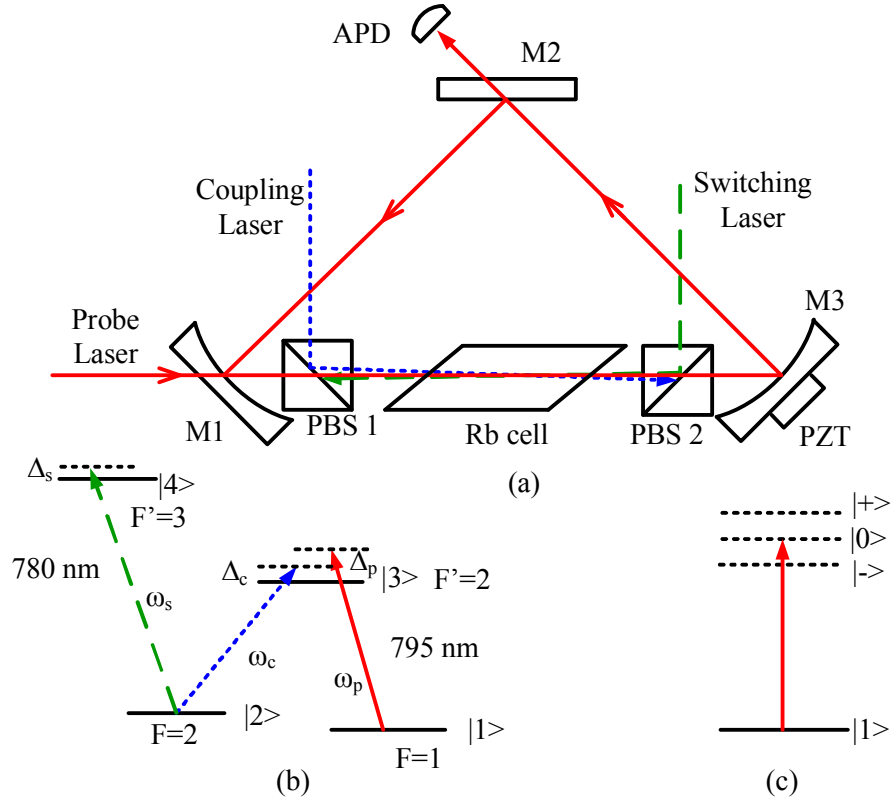 APD
M2
Coupling
Laser
Switching
Laser
M3
Probe
Laser
M1
PBS 1
Rb cell
PBS 2
PZT
(a)
Δs
|4>
F'=3
780 nm
ωs
Δc
Δp
|3>
F'=2
ωc
795 nm
ωp
|2>
F=2
|1>
F=1
(b)
|+>
|0>
|->
|1>
(c)